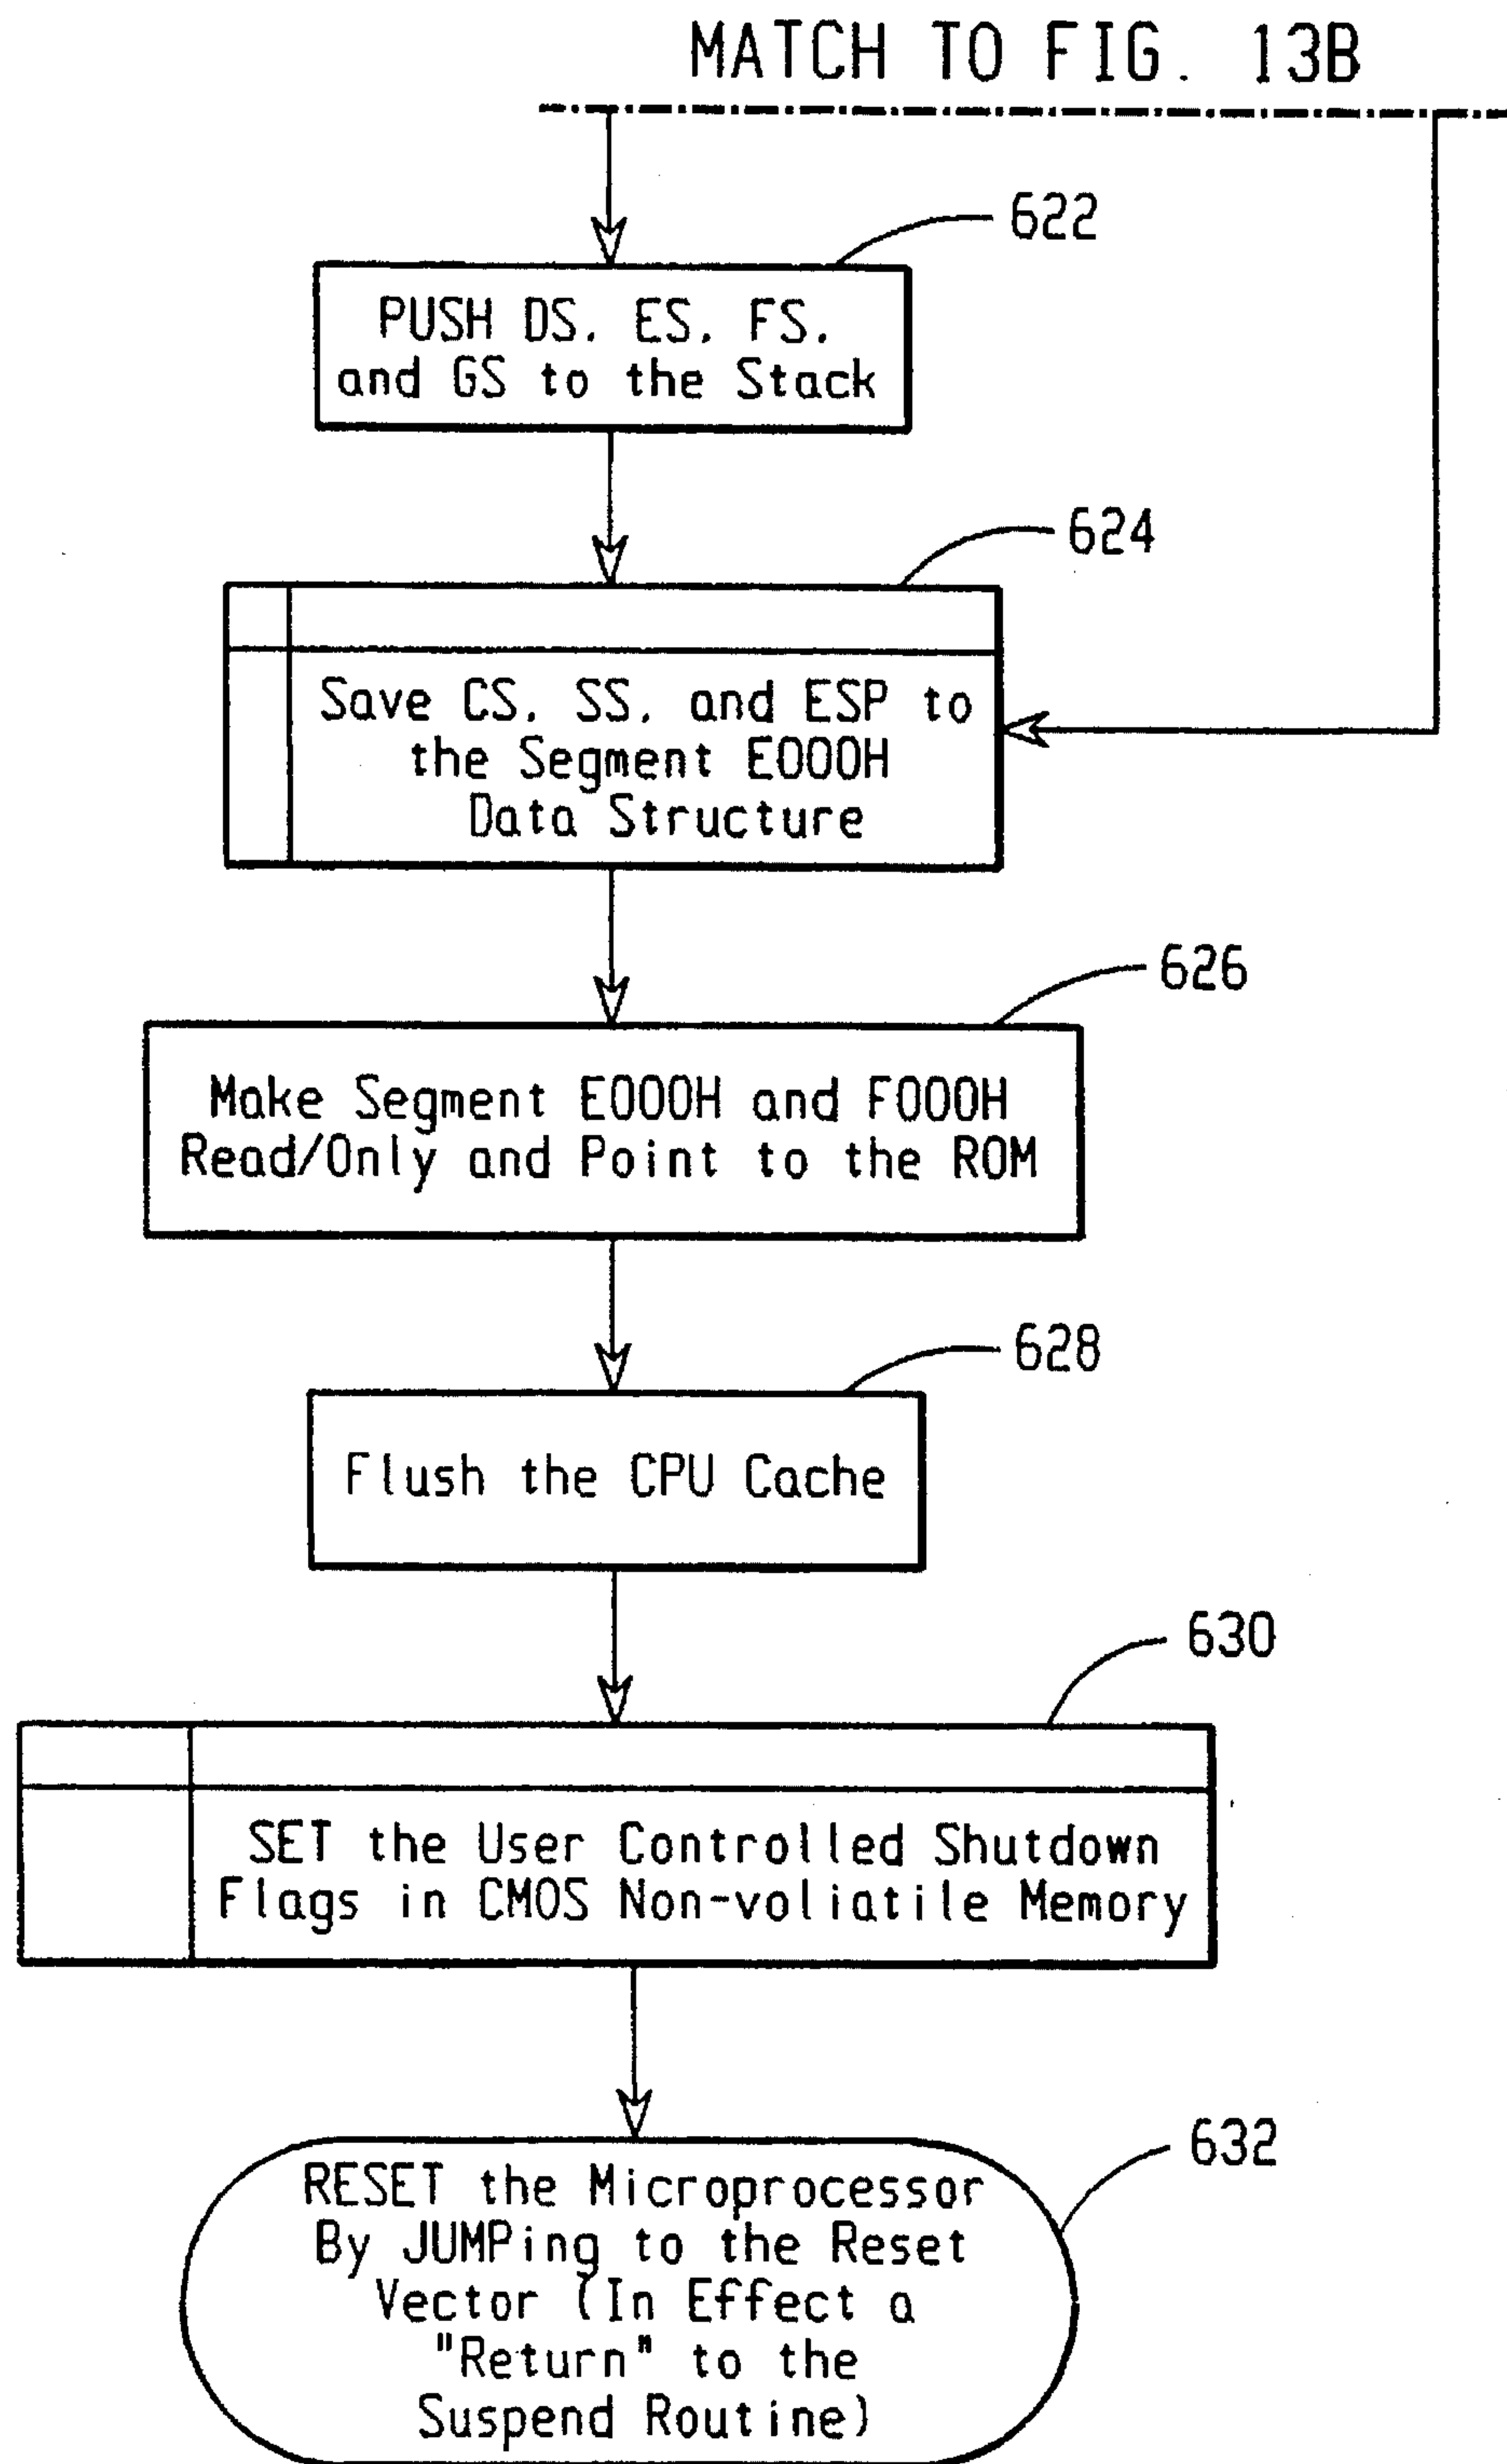 MATCH TO FIG. 13B
622
PUSH DS, ES, FS,
and GS to the Stack
624
Save CS, SS, and ESP to
the Segment E000H
Data Structure
626
Make Segment E000H and F000H
Read/Only and Point to the ROM
628
Flush the CPU Cache
630
SET the User Controlled Shutdown
Flags in CMOS Non-voliatile Memory
632
RESET the Microprocessor
By JUMPing to the Reset
Vector (In Effect a
"Return" to the
Suspend Routine)